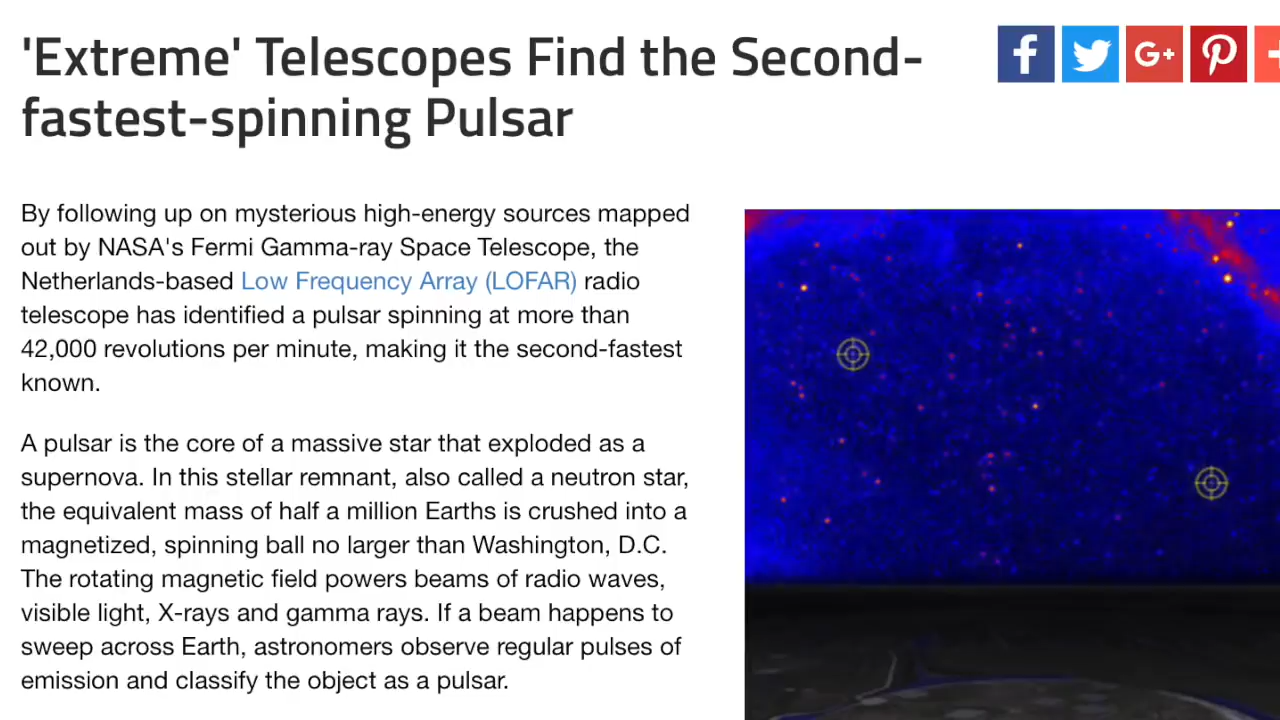 'Extreme' Telescopes Find the Second-
fastest-spinning Pulsar
By following up on mysterious high-energy sources mapped
out by NASA's Fermi Gamma-ray Space Telescope, the
Netherlands-based Low Frequency Array (LOFAR) radio
telescope has identified a pulsar spinning at more than
42,000 revolutions per minute, making it the second-fastest
known.
A pulsar is the core of a massive star that exploded as a
supernova. In this stellar remnant, also called a neutron star,
the equivalent mass of half a million Earths is crushed into a
magnetized, spinning ball no larger than Washington, D.C.
The rotating magnetic field powers beams of radio waves,
visible light, X-rays and gamma rays. If a beam happens to
sweep across Earth, astronomers observe regular pulses of
emission and classify the object as a pulsar.